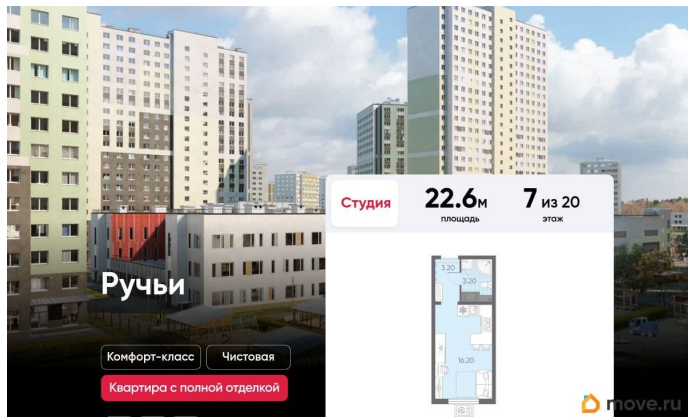 Студия
22.6м
площадь
7 из 20
этаж
3.20
3.20
16.20
Ручьи
Комфорт-класс
Чистовая
Квартира с полной отделкой
move.ru